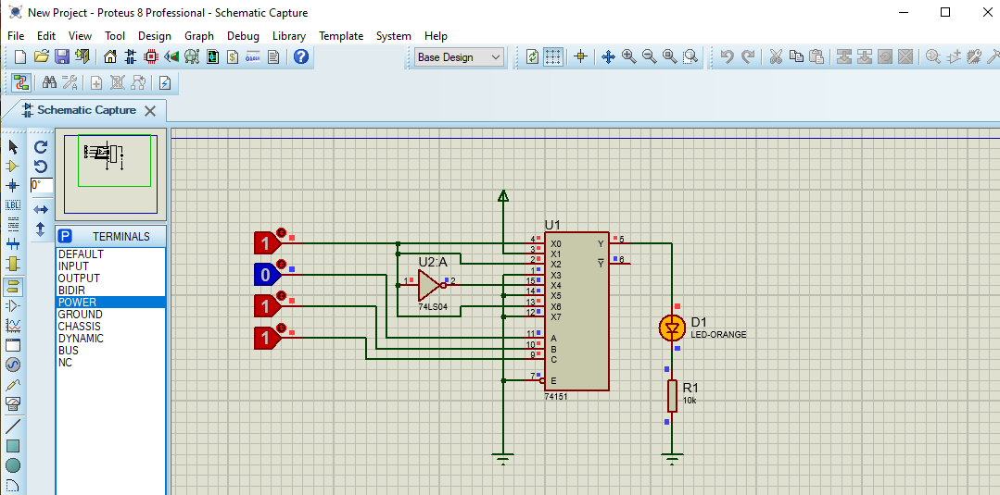 New Project - Proteus 8 Professional - Schematic Capture
File Edit View Tool Design Graph Debug Library Template System Help
Base Design
Schematic Capture
0°
LBL
P TERMINALS
DEFAULT
INPUT
OUTPUT
BIDIR
POWER
GROUND
CHASSIS
DYNAMIC
BUS
NC
1
0
1
1
U2:A
1 2
74LS04
U1
4 X0 Y 5
3 X1
2 X2 Y 6
1 X3
15 X4
14 X5
13 X6
12 X7
11 A
10 B
9 C
7 E
74151
D1
LED-ORANGE
R1
10k